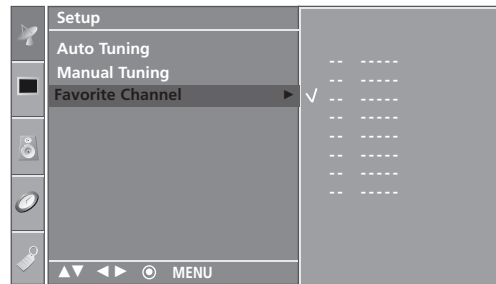 Setup
Auto Tuning
Manual Tuning
Favorite Channel ►
-- -----
-- -----
√ -- -----
-- -----
-- -----
-- -----
-- -----
-- -----
▲▼ ◄► ⦿ MENU